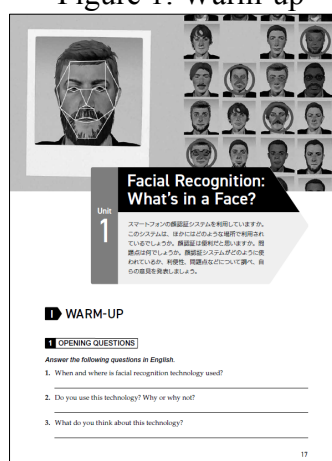 Figure 1: Warm-up
Facial Recognition:
What's in a Face?
Unit
1
スマートフォンの顔認証システムを利用していますか。
このシステムは、ほかにはどのような場所で利用され
ているでしょうか。顔認証は便利だと思いますか。問
題点は何でしょうか。顔認証システムがどのように使
われているか、利便性、問題点などについて調べ、自
らの意見を発表しましょう。
I WARM-UP
1 OPENING QUESTIONS
Answer the following questions in English.
1. When and where is facial recognition technology used?
2. Do you use this technology? Why or why not?
3. What do you think about this technology?
17